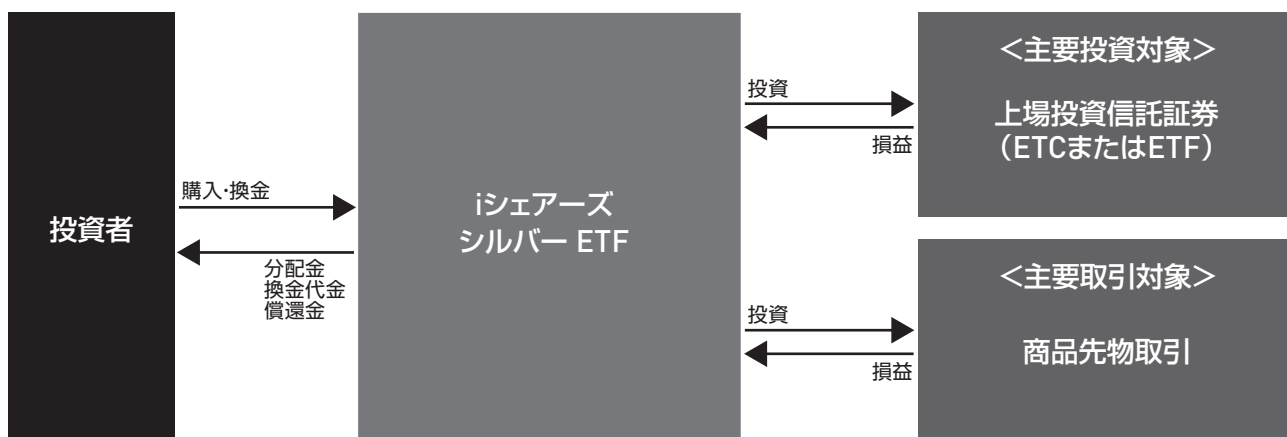 投資者
購入・換金
分配金
換金代金
償還金
iシェアーズ
シルバー ETF
投資
損益
<主要投資対象>
上場投資信託証券
(ETCまたはETF)
投資
損益
<主要取引対象>
商品先物取引